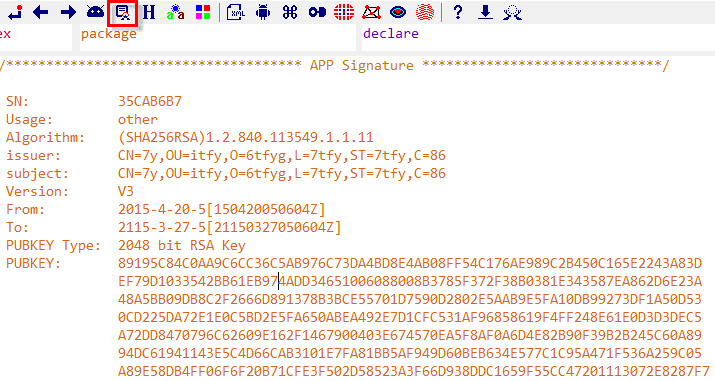 H
XML
?
ex package declare
/************************************* APP Signature ******************************/
SN: 35CAB6B7
Usage: other
Algorithm: (SHA256RSA)1.2.840.113549.1.1.11
issuer: CN=7y,OU=itfy,O=6tfyg,L=7tfy,ST=7tfy,C=86
subject: CN=7y,OU=itfy,O=6tfyg,L=7tfy,ST=7tfy,C=86
Version: V3
From: 2015-4-20-5[150420050604Z]
To: 2115-3-27-5[21150327050604Z]
PUBKEY Type: 2048 bit RSA Key
PUBKEY: 89195C84C0AA9C6CC36C5AB976C73DA4BD8E4AB08FF54C176AE989C2B450C165E2243A83D
EF79D1033542BB61EB974ADD34651006088008B3785F372F38B0381E343587EA862D6E23A
48A5BB09DB8C2F2666D891378B3BCE55701D7590D2802E5AAB9E5FA10DB99273DF1A50D53
0CD225DA72E1E0C5BD2E5FA650ABEA492E7D1CFC531AF96858619F4FF248E61E0D3D3DEC5
A72DD8470796C62609E162F1467900403E674570EA5F8AF0A6D4E82B90F39B2B245C60A89
94DC61941143E5C4D66CAB3101E7FA81BB5AF949D60BEB634E577C1C95A471F536A259C05
A89E58DB4FF06F6F20B71CFE3F502D58523A3F66D938DDC1659F55CC47201113072E8287F7